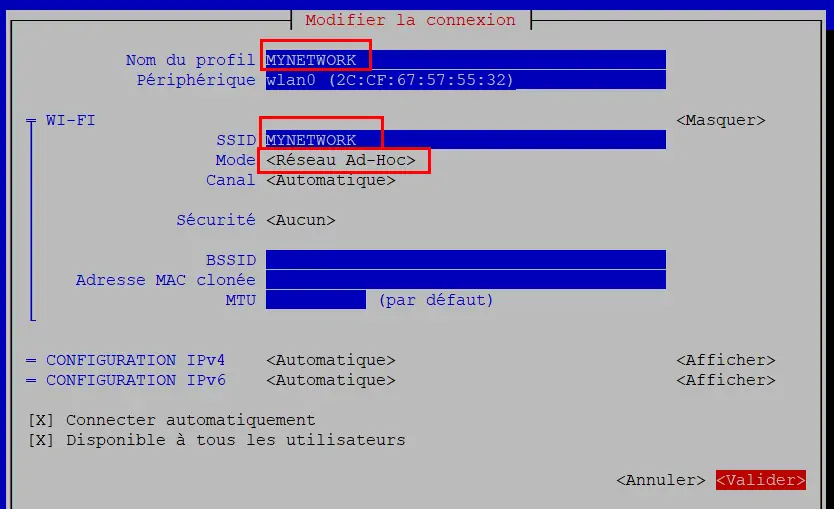 Modifier la connexion
Nom du profil MYNETWORK
Périphérique wlan0 (2C:CF:67:57:55:32)
WI-FI <Masquer>
SSID MYNETWORK
Mode <Réseau Ad-Hoc>
Canal <Automatique>
Sécurité <Aucun>
BSSID
Adresse MAC clonée
MTU (par défaut)
= CONFIGURATION IPv4 <Automatique> <Afficher>
= CONFIGURATION IPv6 <Automatique> <Afficher>
[X] Connecter automatiquement
[X] Disponible à tous les utilisateurs
<Annuler> <Valider>